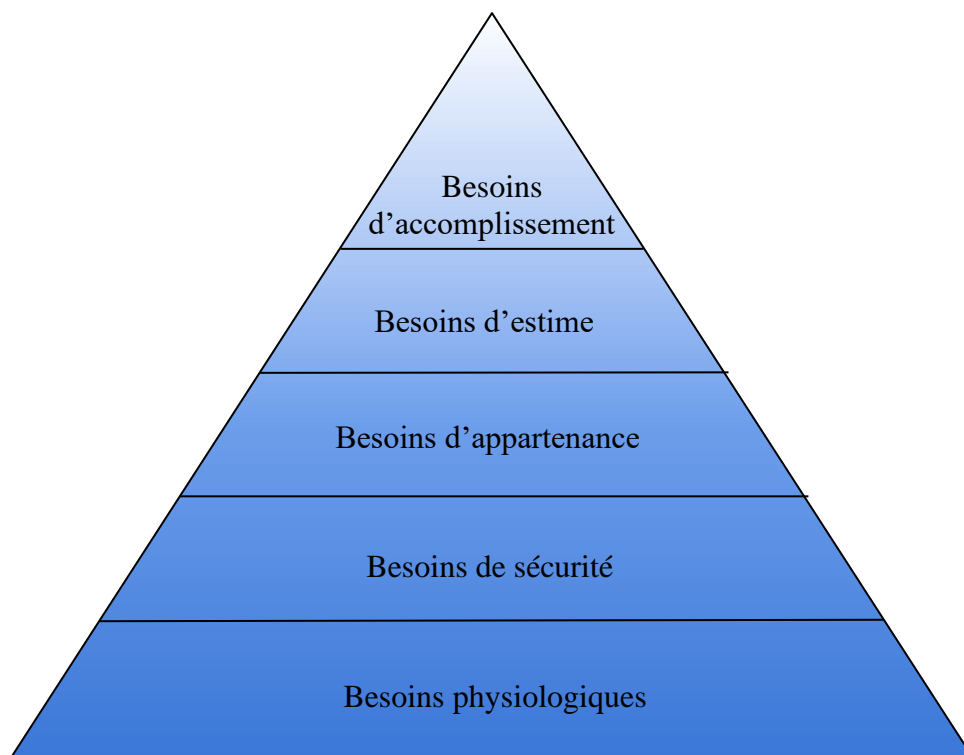 Besoins
d’accomplissement
Besoins d’estime
Besoins d’appartenance
Besoins de sécurité
Besoins physiologiques